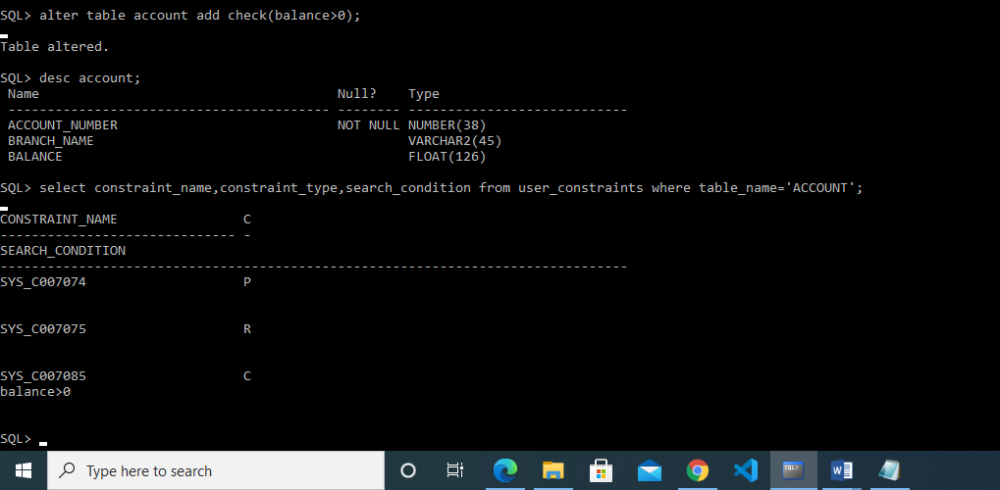 SQL> alter table account add check(balance>0);
Table altered.
SQL> desc account;
Name Null? Type
----------------------------------------- -------- ----------------------------
ACCOUNT_NUMBER NOT NULL NUMBER(38)
BRANCH_NAME VARCHAR2(45)
BALANCE FLOAT(126)
SQL> select constraint_name,constraint_type,search_condition from user_constraints where table_name='ACCOUNT';
CONSTRAINT_NAME C
------------------------------ -
SEARCH_CONDITION
--------------------------------------------------------------------------------
SYS_C007074 P
SYS_C007075 R
SYS_C007085 C
balance>0
SQL>
Type here to search
SQL>